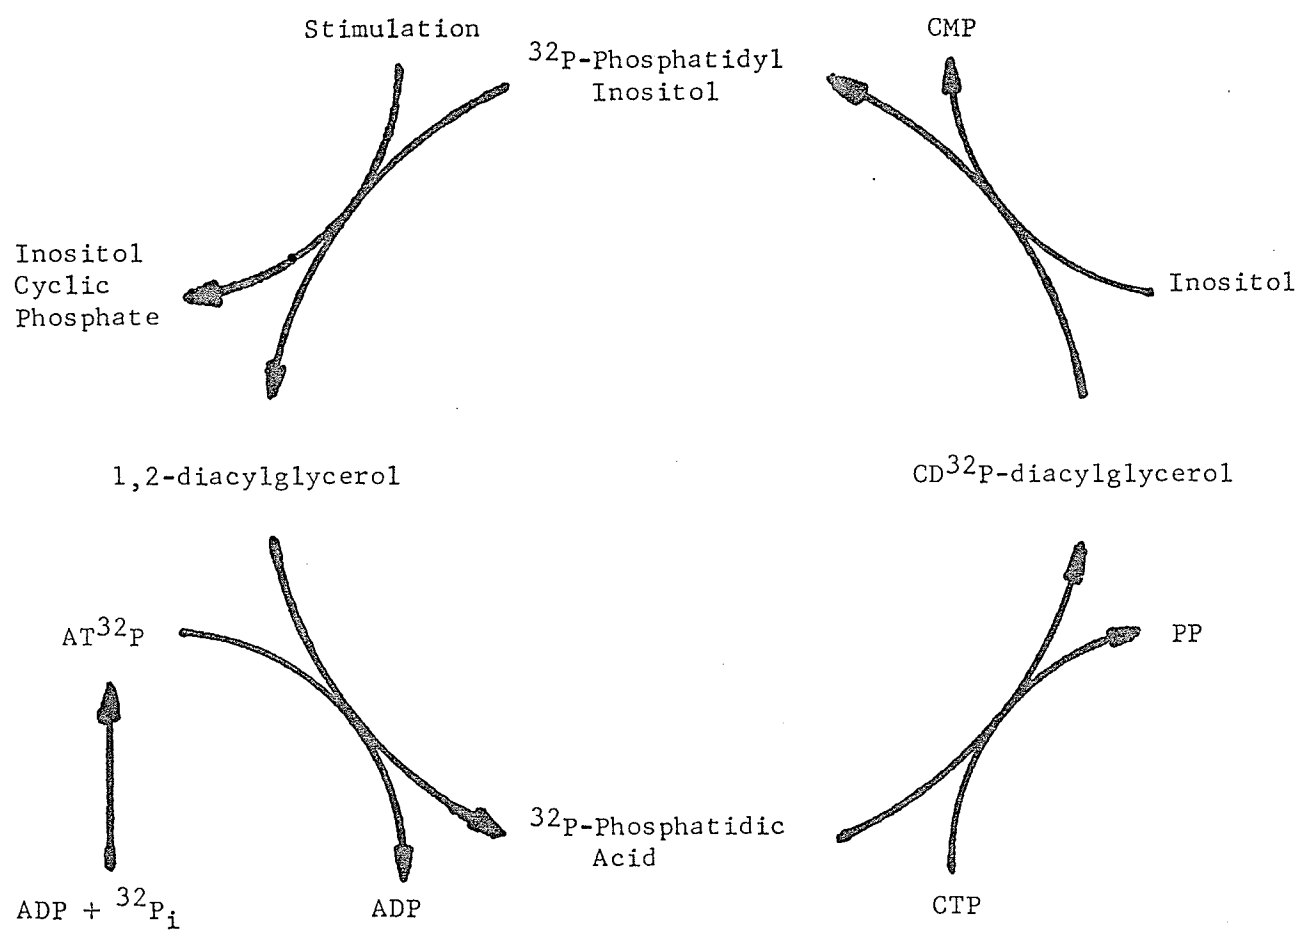 Stimulation
CMP
32P-Phosphatidyl
Inositol
Inositol
Cyclic
Phosphate
Inositol
1,2-diacylglycerol
CD32P-diacylglycerol
AT32P
PP
32P-Phosphatidic
Acid
ADP + 32Pi
ADP
CTP